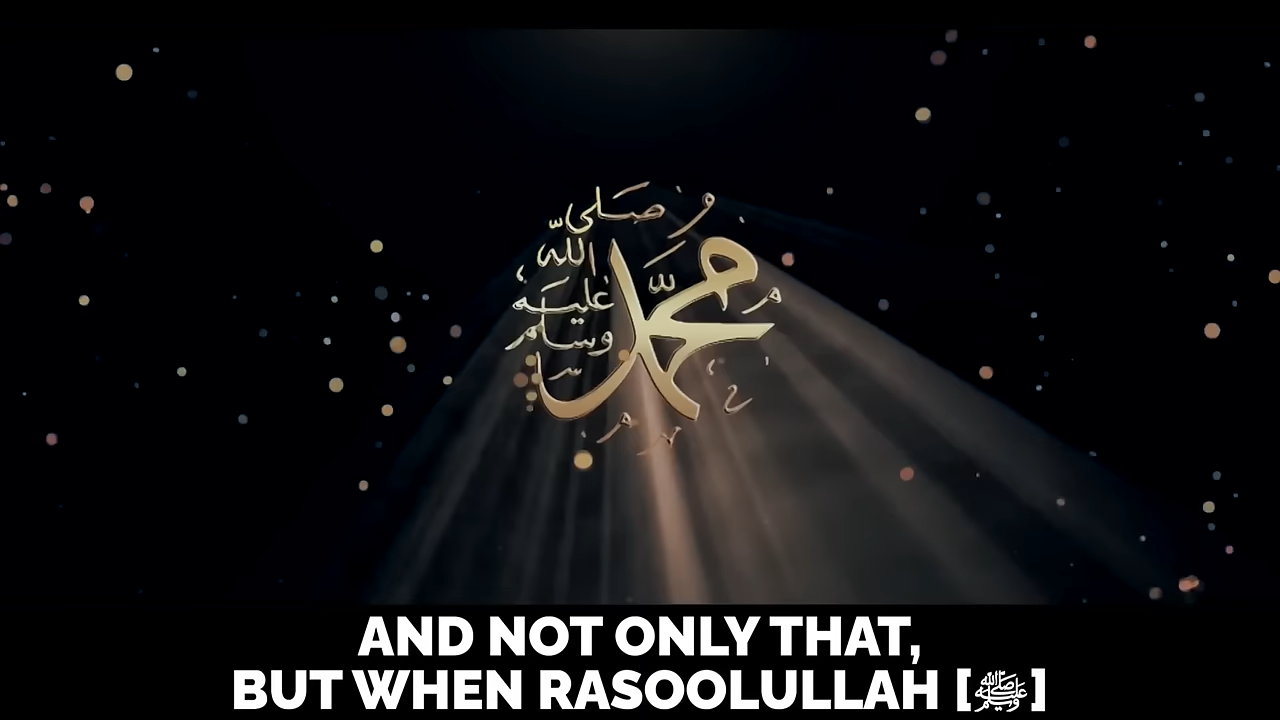 محمد
صلى
الله
عليه
وسلم
AND NOT ONLY THAT,
BUT WHEN RASOOLULLAH [ﷺ]